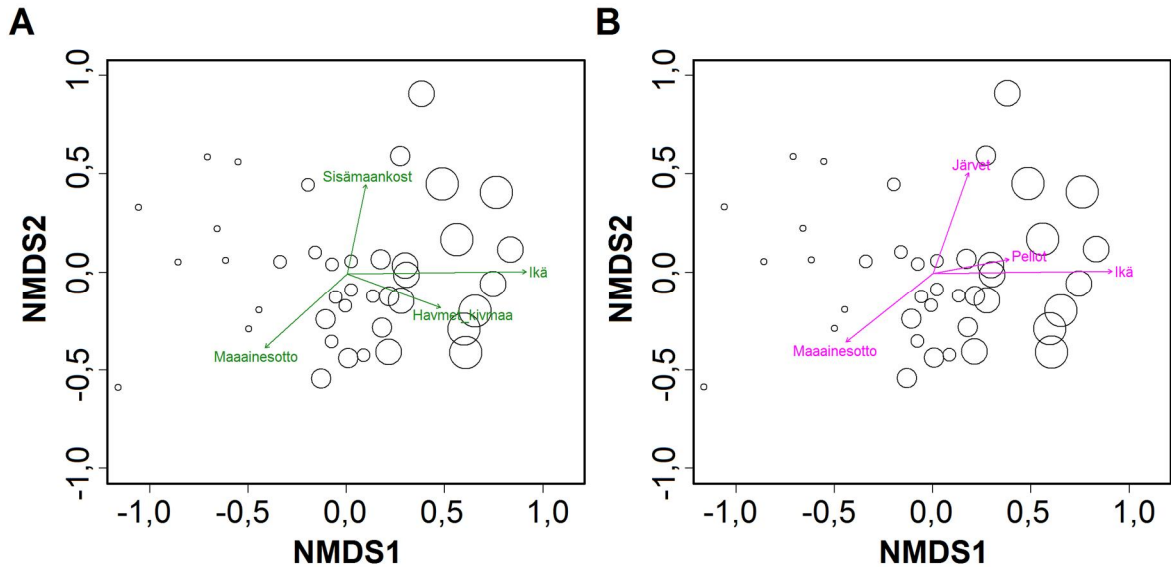 A
B
1,0
0,5
0,0
-0,5
-1,0
NMDS2
Sisämaankost
Ikä
Havmet_kivmaa
Maaainesotto
-1,0 -0,5 0,0 0,5 1,0
NMDS1
1,0
0,5
0,0
-0,5
-1,0
NMDS2
Järvet
Pellot
Ikä
Maaainesotto
-1,0 -0,5 0,0 0,5 1,0
NMDS1